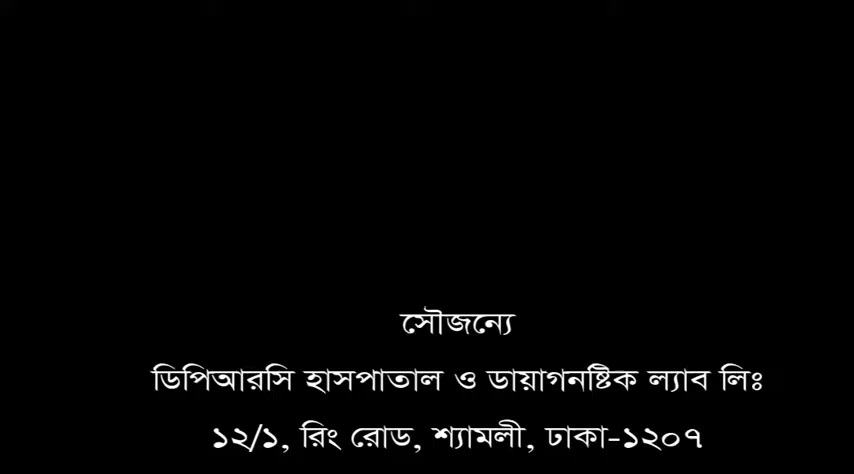 সৌজন্যে
ডিপিআরসি হাসপাতাল ও ডায়াগনষ্টিক ল্যাব লিঃ
১২/১, রিং রোড, শ্যামলী, ঢাকা-১২০৭